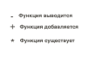 - Функция выводится
+ Функция добавляется
* Функция существует